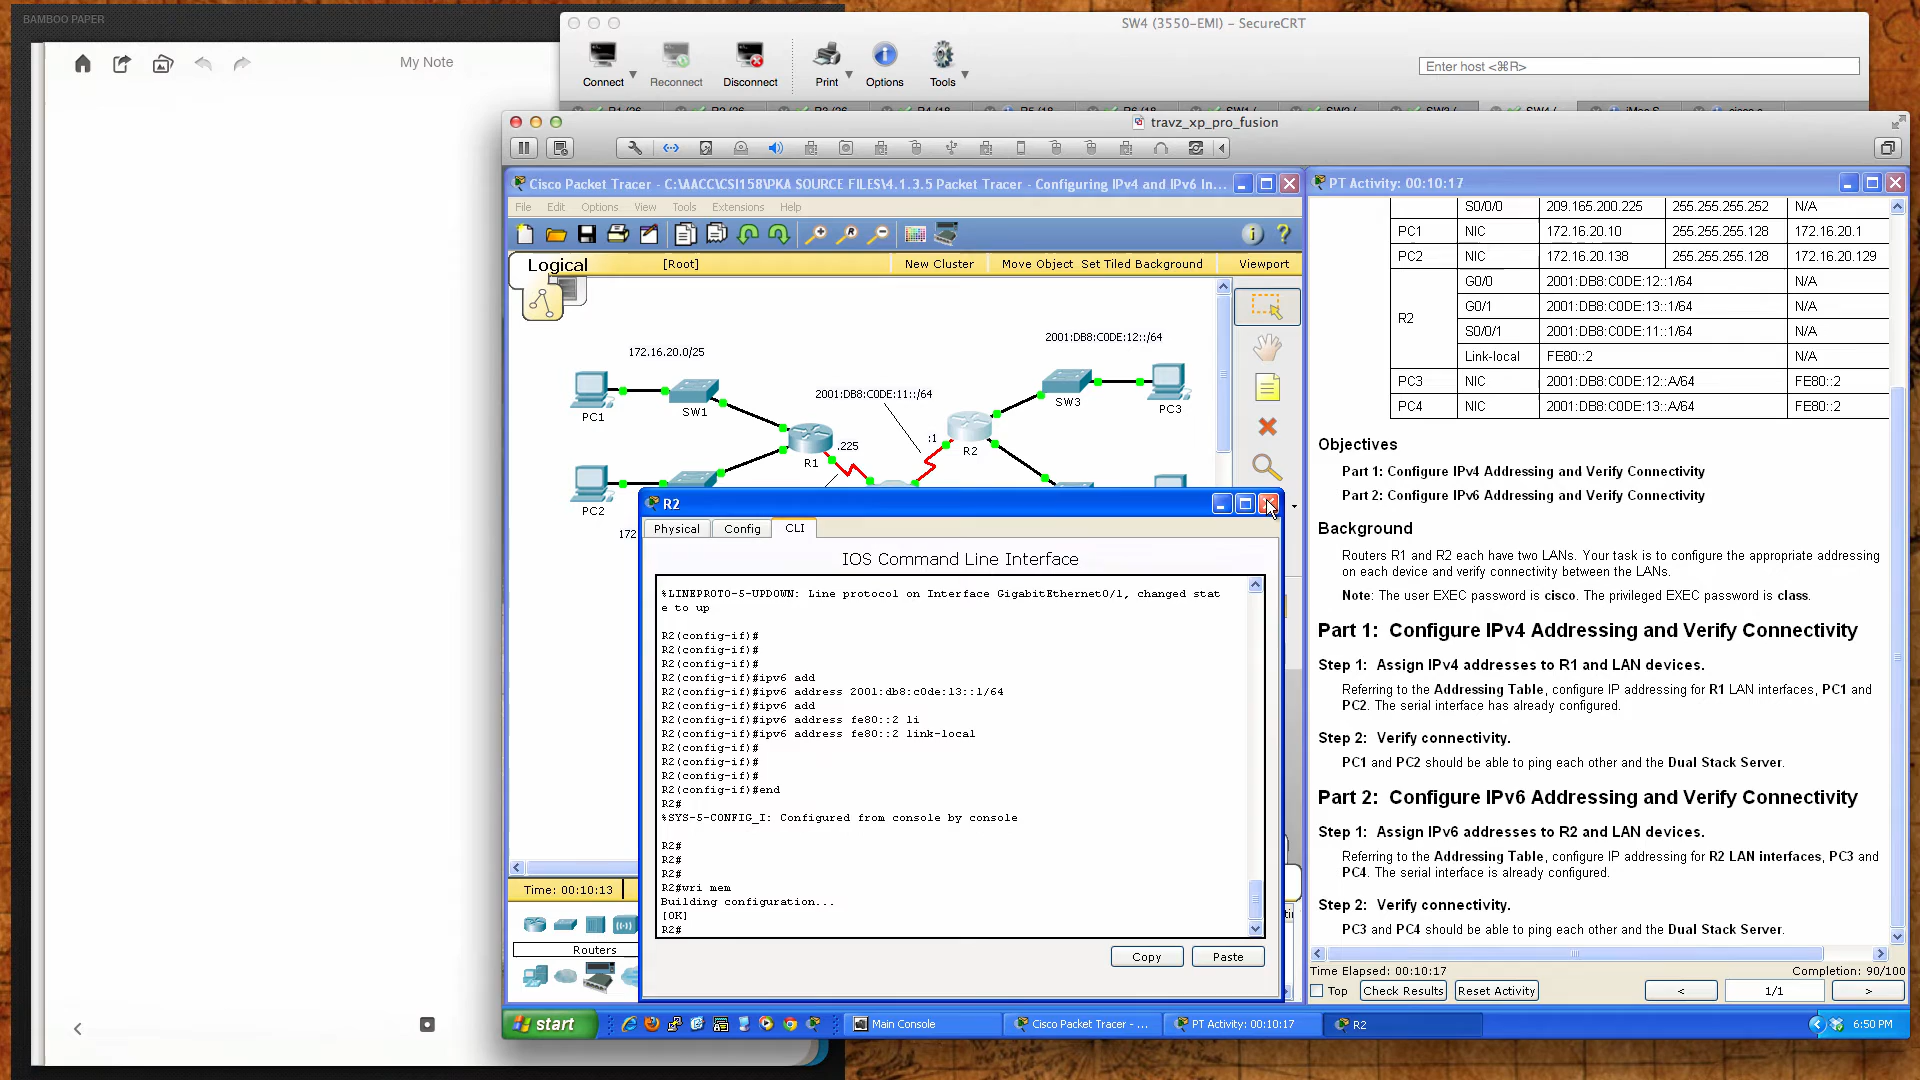 BAMBOO PAPER
My Note
SW4 (3550-EMI) – SecureCRT
Connect
Reconnect
Disconnect
Print
Options
Tools
Enter host <⌘R>
travz_xp_pro_fusion
Cisco Packet Tracer - C:\AACC\CSI158\PKA SOURCE FILES\4.1.3.5 Packet Tracer - Configuring IPv4 and IPv6 In...
File Edit Options View Tools Extensions Help
Logical
[Root]
New Cluster
Move Object
Set Tiled Background
Viewport
172.16.20.0/25
2001:DB8:C0DE:12::/64
2001:DB8:C0DE:11::/64
PC1
SW1
SW3
PC3
R1
.225
:1
R2
PC2
172
R2
Physical
Config
CLI
IOS Command Line Interface
%LINEPROTO-5-UPDOWN: Line protocol on Interface GigabitEthernet0/1, changed stat
e to up
R2(config-if)#
R2(config-if)#
R2(config-if)#
R2(config-if)#ipv6 add
R2(config-if)#ipv6 address 2001:db8:c0de:13::1/64
R2(config-if)#ipv6 add
R2(config-if)#ipv6 address fe80::2 li
R2(config-if)#ipv6 address fe80::2 link-local
R2(config-if)#
R2(config-if)#
R2(config-if)#
R2(config-if)#end
R2#
%SYS-5-CONFIG_I: Configured from console by console
R2#
R2#
R2#
R2#wri mem
Building configuration...
[OK]
R2#
Copy
Paste
Time: 00:10:13
Routers
PT Activity: 00:10:17
S0/0/0 209.165.200.225 255.255.255.252 N/A
PC1 NIC 172.16.20.10 255.255.255.128 172.16.20.1
PC2 NIC 172.16.20.138 255.255.255.128 172.16.20.129
G0/0 2001:DB8:C0DE:12::1/64 N/A
G0/1 2001:DB8:C0DE:13::1/64 N/A
R2
S0/0/1 2001:DB8:C0DE:11::1/64 N/A
Link-local FE80::2 N/A
PC3 NIC 2001:DB8:C0DE:12::A/64 FE80::2
PC4 NIC 2001:DB8:C0DE:13::A/64 FE80::2
Objectives
Part 1: Configure IPv4 Addressing and Verify Connectivity
Part 2: Configure IPv6 Addressing and Verify Connectivity
Background
Routers R1 and R2 each have two LANs. Your task is to configure the appropriate addressing
on each device and verify connectivity between the LANs.
Note: The user EXEC password is cisco. The privileged EXEC password is class.
Part 1: Configure IPv4 Addressing and Verify Connectivity
Step 1: Assign IPv4 addresses to R1 and LAN devices.
Referring to the Addressing Table, configure IP addressing for R1 LAN interfaces, PC1 and
PC2. The serial interface has already configured.
Step 2: Verify connectivity.
PC1 and PC2 should be able to ping each other and the Dual Stack Server.
Part 2: Configure IPv6 Addressing and Verify Connectivity
Step 1: Assign IPv6 addresses to R2 and LAN devices.
Referring to the Addressing Table, configure IP addressing for R2 LAN interfaces, PC3 and
PC4. The serial interface is already configured.
Step 2: Verify connectivity.
PC3 and PC4 should be able to ping each other and the Dual Stack Server.
Time Elapsed: 00:10:17
Completion: 90/100
Top
Check Results
Reset Activity
<
1/1
>
start
Main Console
Cisco Packet Tracer - ...
PT Activity: 00:10:17
R2
6:50 PM